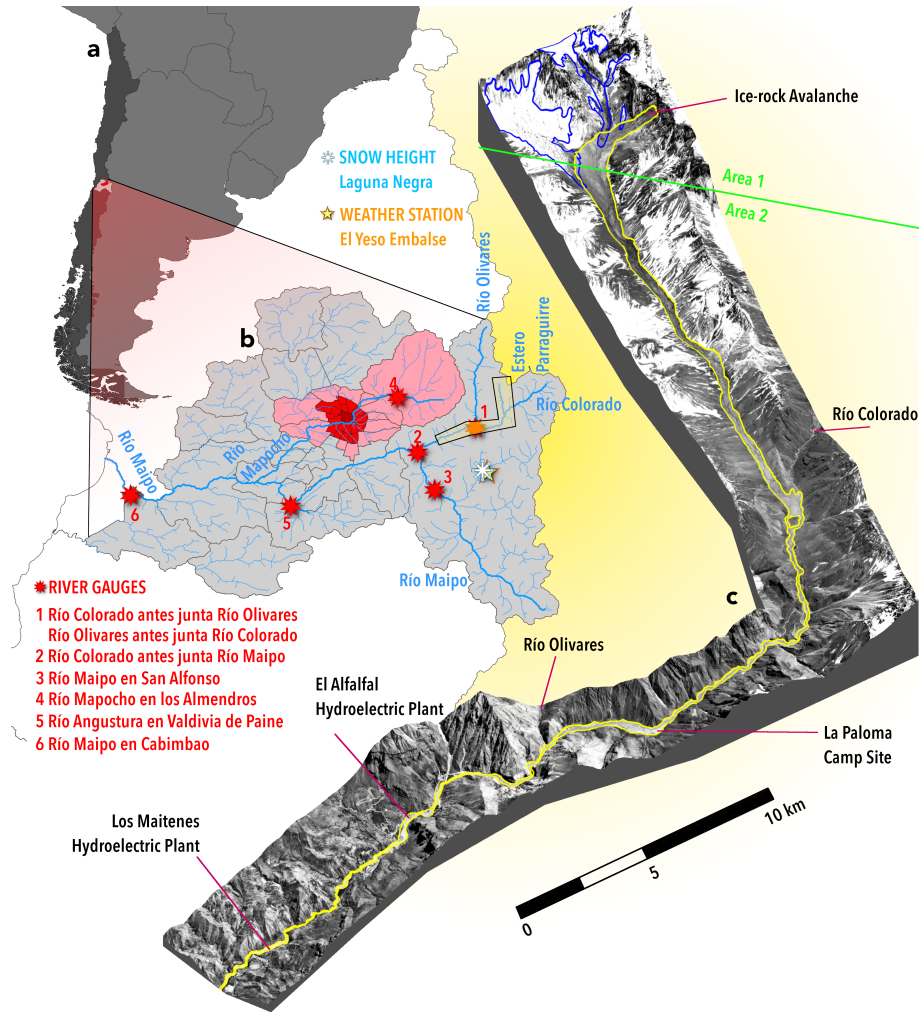 a
Ice-rock Avalanche
SNOW HEIGHT
Laguna Negra
Area 1
Area 2
WEATHER STATION
El Yeso Embalse
Río Olivares
b
Estero
Parraguirre
4
Río Colorado
1
Río Colorado
2
Río
Mapocho
Río Maipo
3
6
5
Río Maipo
RIVER GAUGES
1 Río Colorado antes junta Río Olivares
Río Olivares antes junta Río Colorado
2 Río Colorado antes junta Río Maipo
3 Río Maipo en San Alfonso
4 Río Mapocho en los Almendros
5 Río Angustura en Valdivia de Paine
6 Río Maipo en Cabimbao
c
Río Olivares
El Alfalfal
Hydroelectric Plant
La Paloma
Camp Site
Los Maitenes
Hydroelectric Plant
0
5
10 km